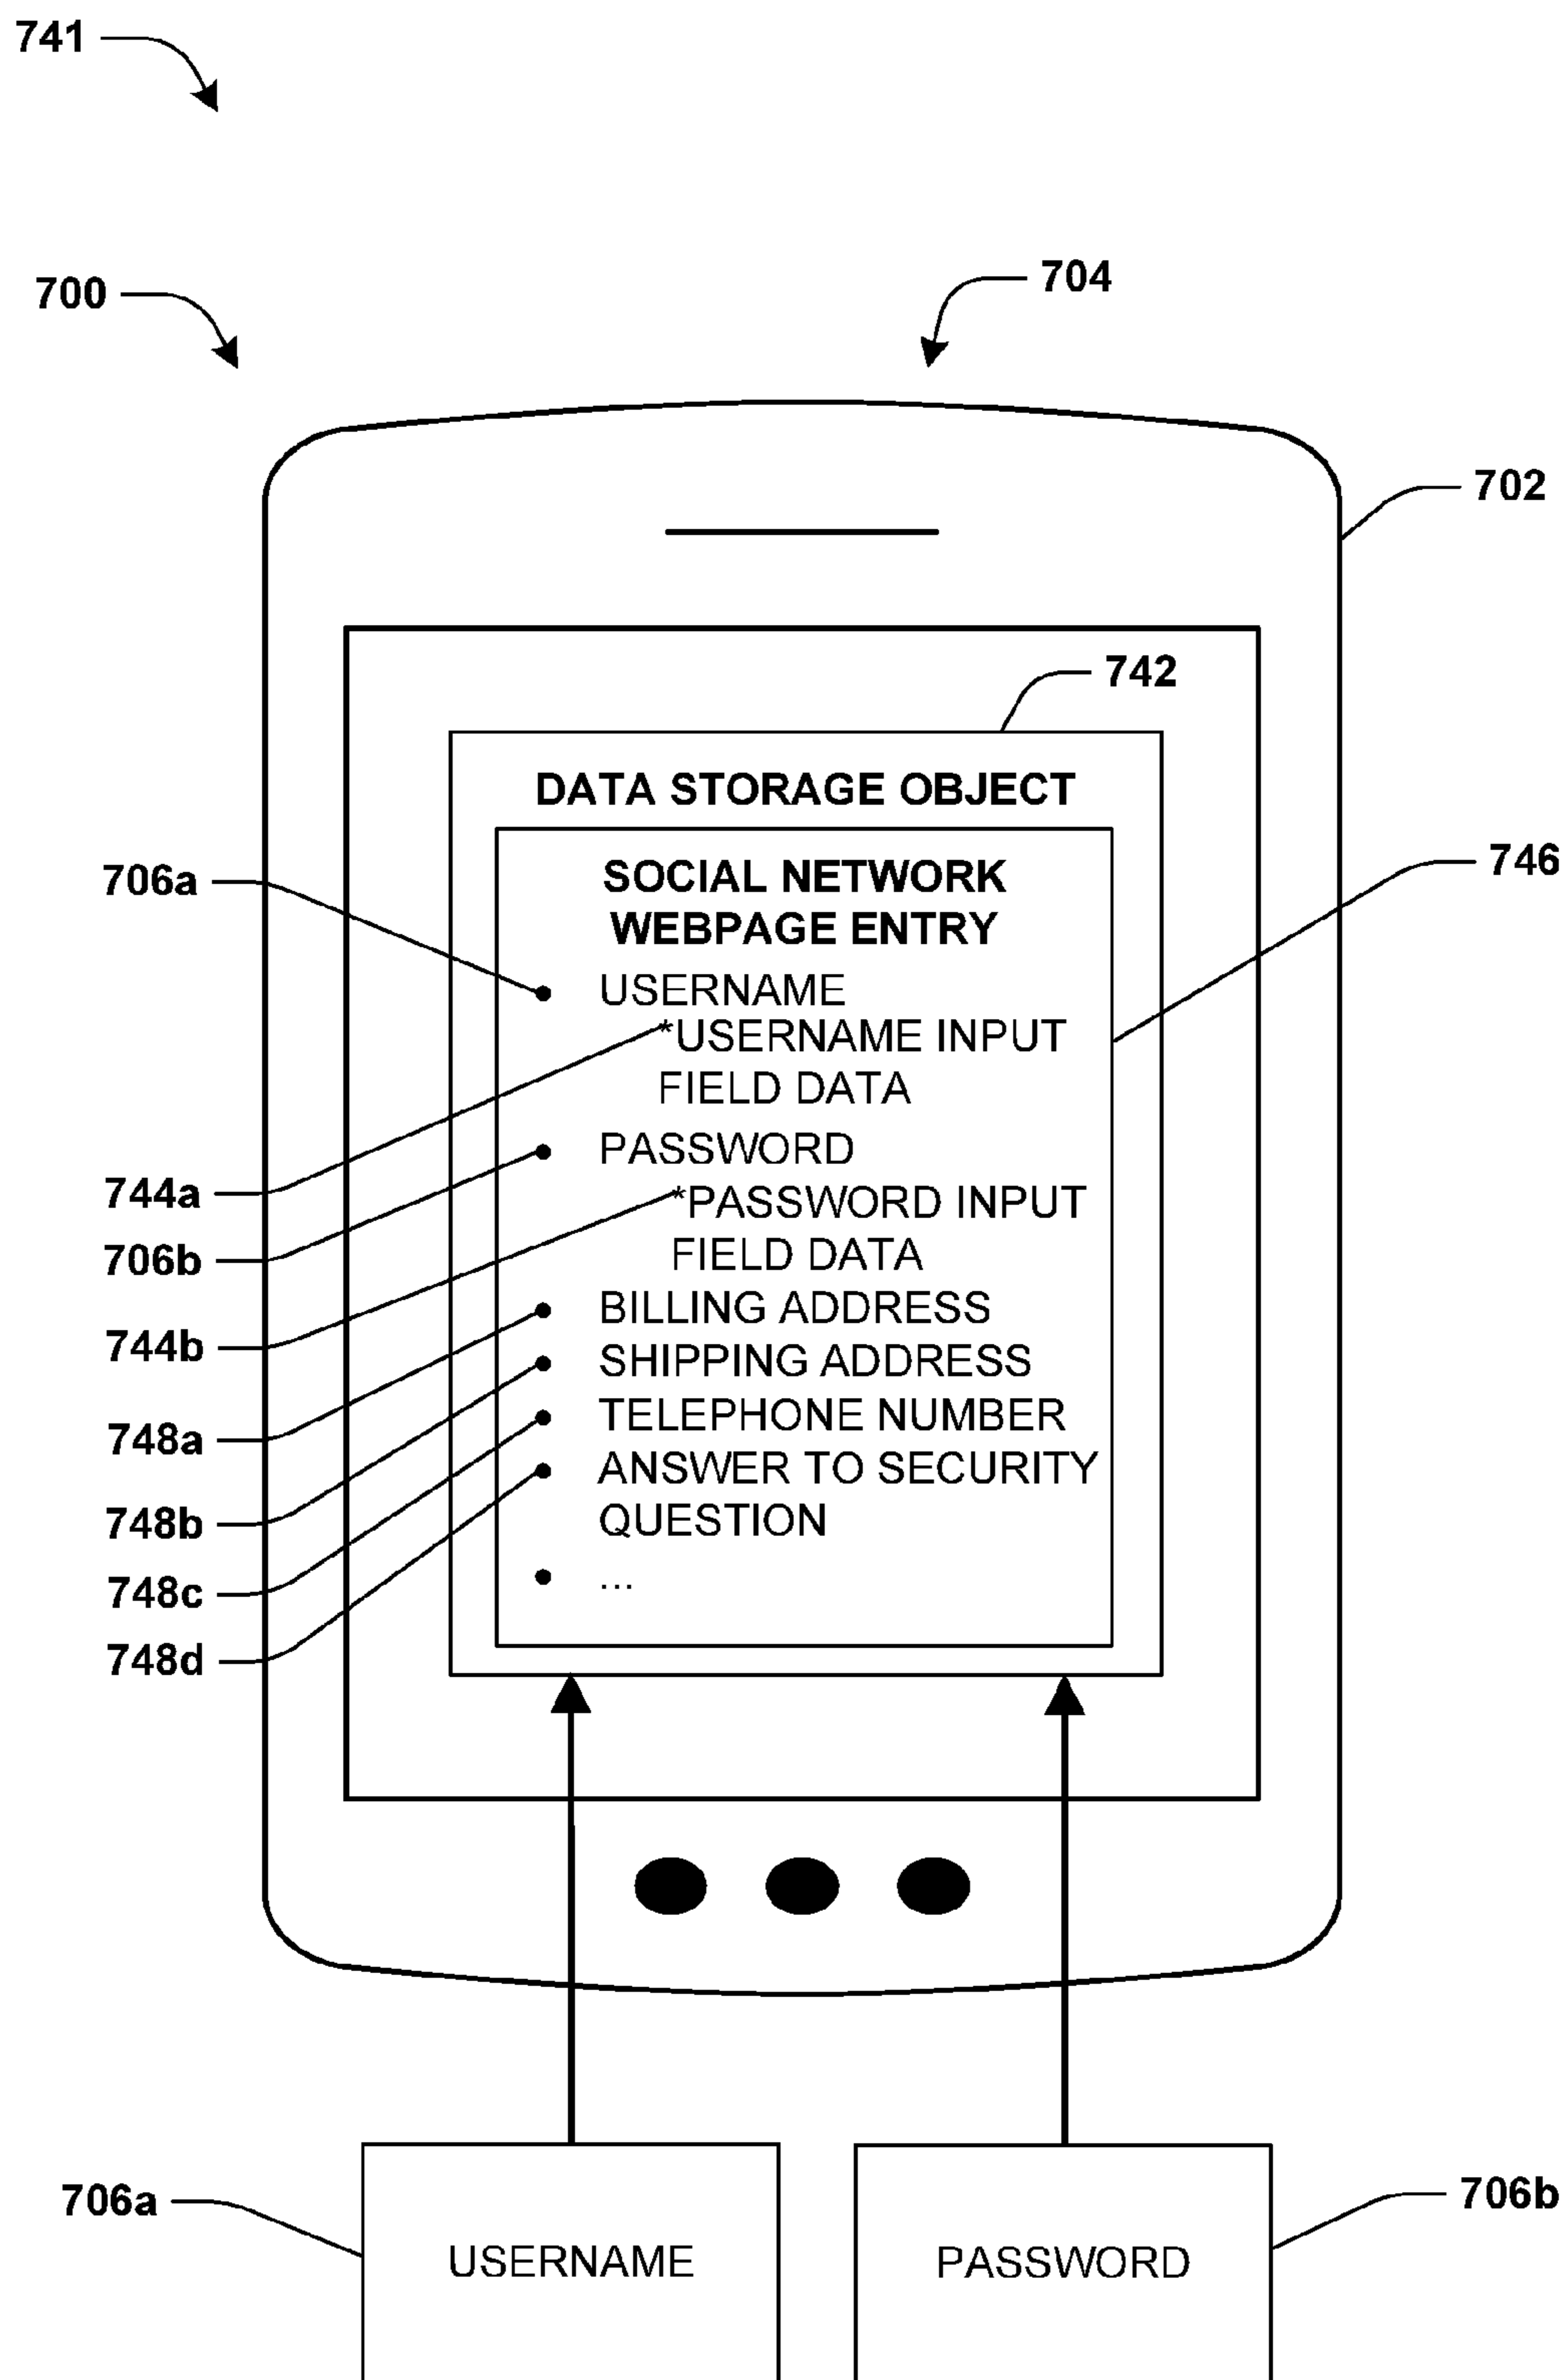 741
700
704
702
742
DATA STORAGE OBJECT
746
SOCIAL NETWORK
WEBPAGE ENTRY
706a
USERNAME
*USERNAME INPUT
FIELD DATA
744a
PASSWORD
706b
*PASSWORD INPUT
FIELD DATA
744b
BILLING ADDRESS
748a
SHIPPING ADDRESS
748b
TELEPHONE NUMBER
748c
ANSWER TO SECURITY
QUESTION
748d
...
706a
USERNAME
706b
PASSWORD